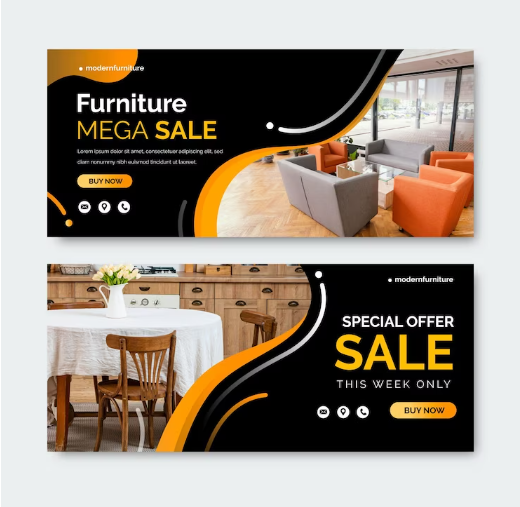 modernfurniture
Furniture
MEGA SALE
Lorem ipsum dolor sit amet, consectetuer adipiscing elit, sed
diam nonummy nibh euismod tincidunt ut laoreet.
BUY NOW
modernfurniture
SPECIAL OFFER
SALE
THIS WEEK ONLY
BUY NOW